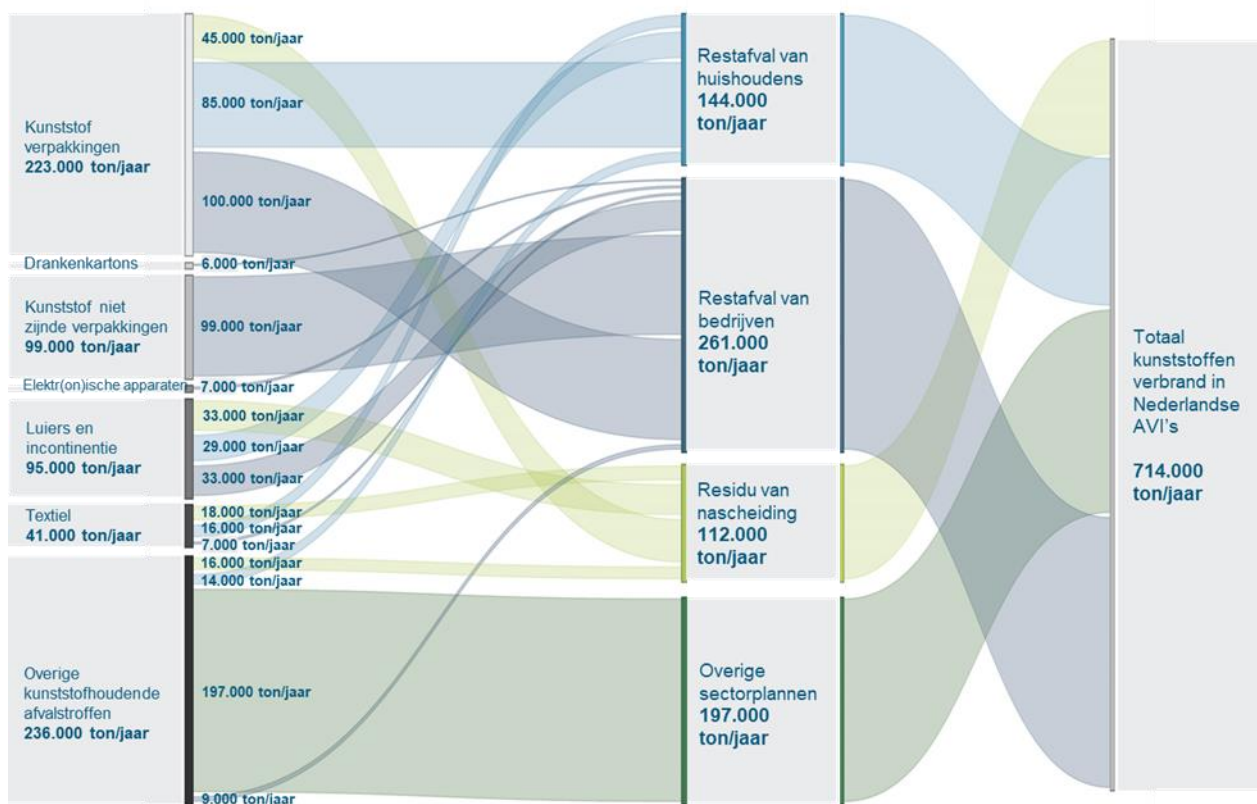 Kunststof
verpakkingen
223.000 ton/jaar
Drankenkartons
Kunststof niet
zijnde verpakkingen
99.000 ton/jaar
Elektr(on)ische apparaten
Luiers en
incontinentie
95.000 ton/jaar
Textiel
41.000 ton/jaar
Overige
kunststofhoudende
afvalstroffen
236.000 ton/jaar
45.000 ton/jaar
85.000 ton/jaar
100.000 ton/jaar
6.000 ton/jaar
99.000 ton/jaar
7.000 ton/jaar
33.000 ton/jaar
29.000 ton/jaar
33.000 ton/jaar
18.000 ton/jaar
16.000 ton/jaar
7.000 ton/jaar
16.000 ton/jaar
14.000 ton/jaar
197.000 ton/jaar
9.000 ton/jaar
Restafval van
huishoudens
144.000
ton/jaar
Restafval van
bedrijven
261.000
ton/jaar
Residu van
nascheiding
112.000
ton/jaar
Overige
sectorplannen
197.000
ton/jaar
Totaal
kunststoffen
verbrand in
Nederlandse
AVI's
714.000
ton/jaar